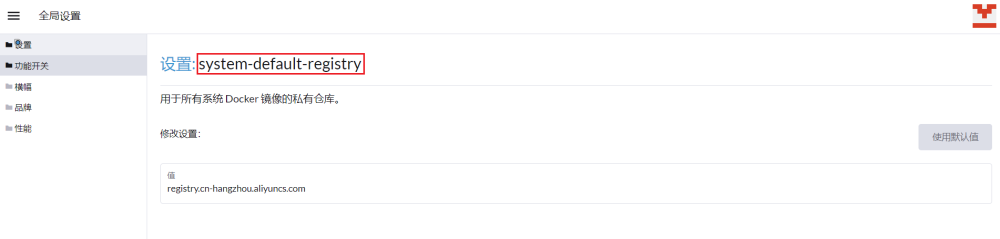 全局设置
设置
功能开关
横幅
品牌
性能
设置: system-default-registry
用于所有系统 Docker 镜像的私有仓库。
修改设置：
使用默认值
值
registry.cn-hangzhou.aliyuncs.com